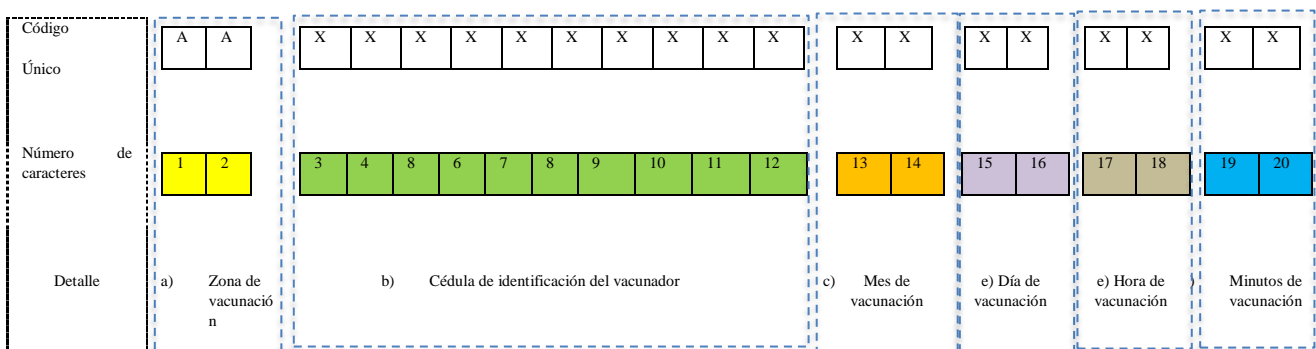 Código
Único
A A X X X X X X X X X X X X X X X X X X
Número de
caracteres
1 2 3 4 8 6 7 8 9 10 11 12 13 14 15 16 17 18 19 20
Detalle
a) Zona de
vacunació
n
b) Cédula de identificación del vacunador
c) Mes de
vacunación
e) Día de
vacunación
e) Hora de
vacunación
) Minutos de
vacunación